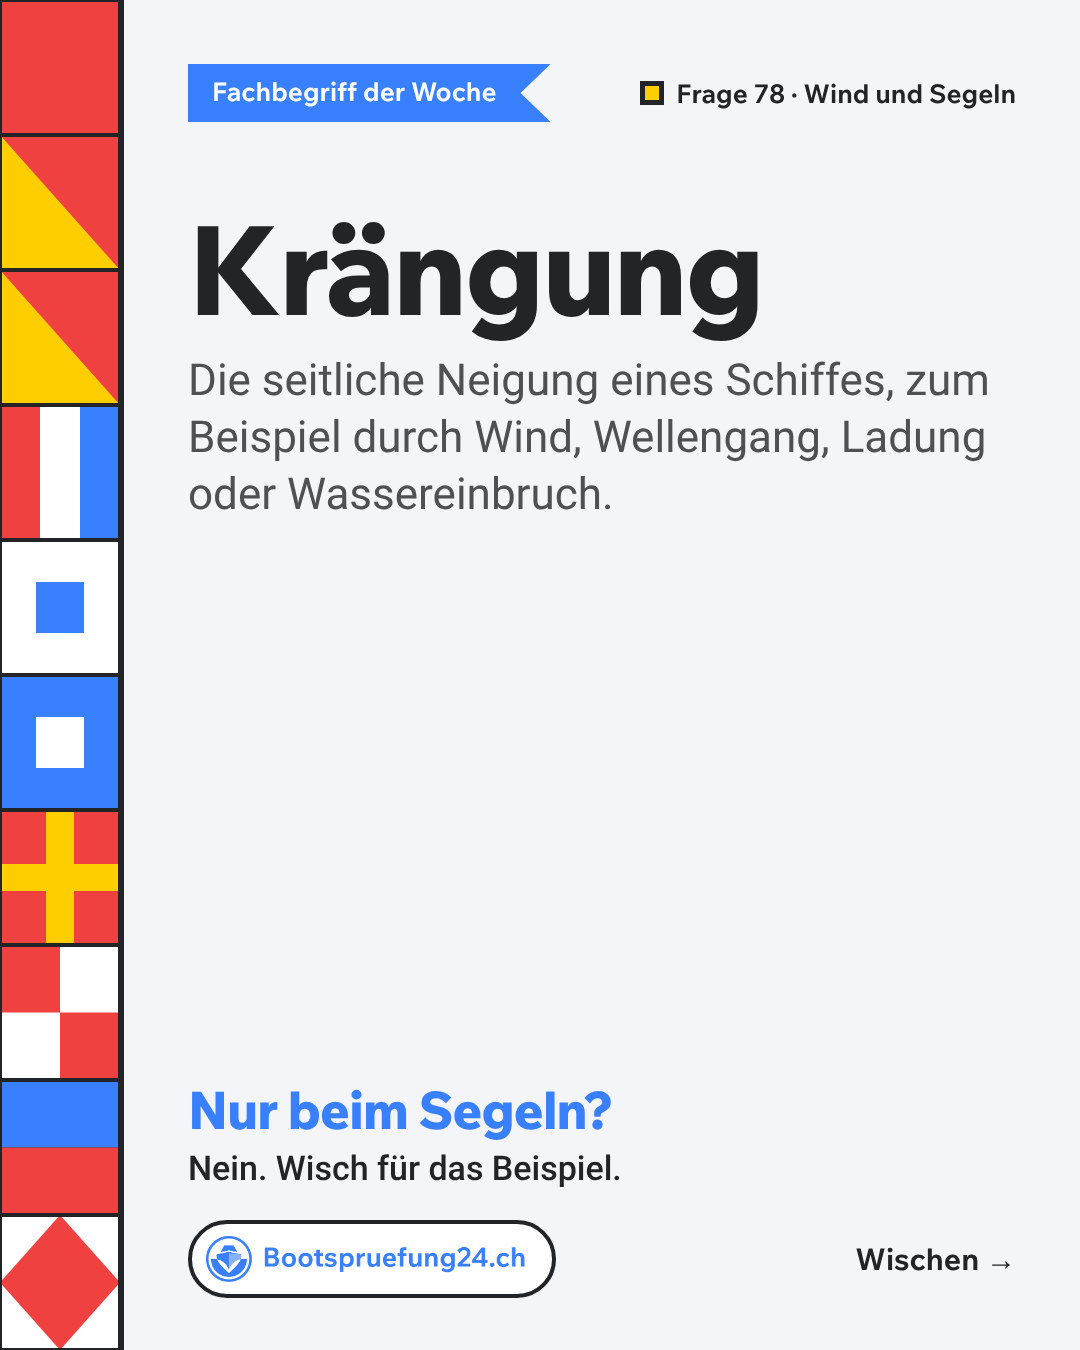 Fachbegriff der Woche
Frage 78 · Wind und Segeln
Krängung
Die seitliche Neigung eines Schiffes, zum
Beispiel durch Wind, Wellengang, Ladung
oder Wassereinbruch.
Nur beim Segeln?
Nein. Wisch für das Beispiel.
Bootspruefung24.ch
Wischen →